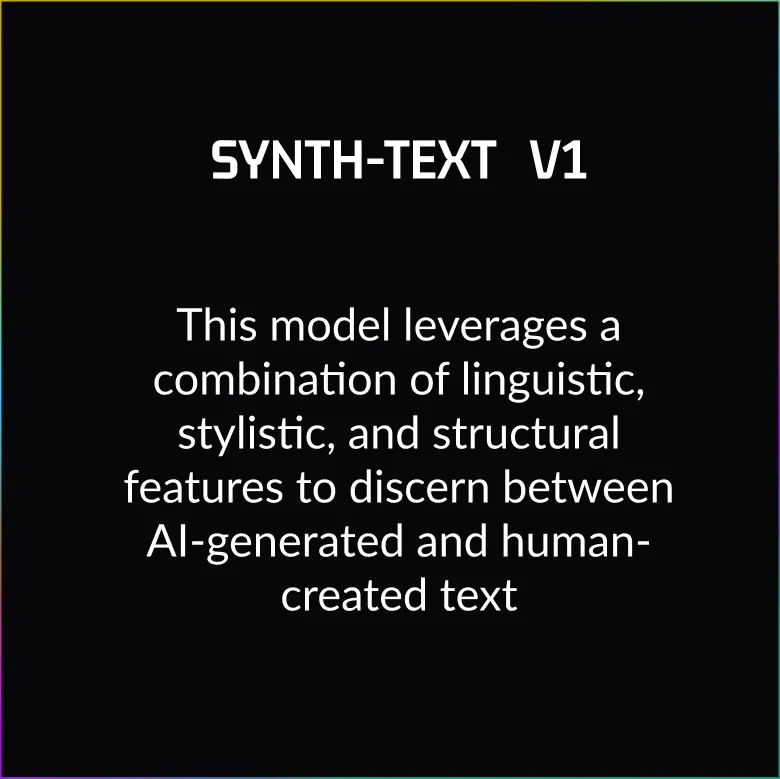 SYNTH-TEXT V1
This model leverages a
combination of linguistic,
stylistic, and structural
features to discern between
AI-generated and human-
created text